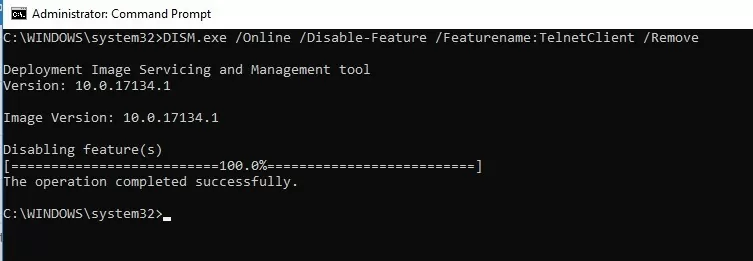 Administrator: Command Prompt
C:\WINDOWS\system32>DISM.exe /Online /Disable-Feature /Featurename:TelnetClient /Remove
Deployment Image Servicing and Management tool
Version: 10.0.17134.1
Image Version: 10.0.17134.1
Disabling feature(s)
[==========================100.0%==========================]
The operation completed successfully.
C:\WINDOWS\system32>